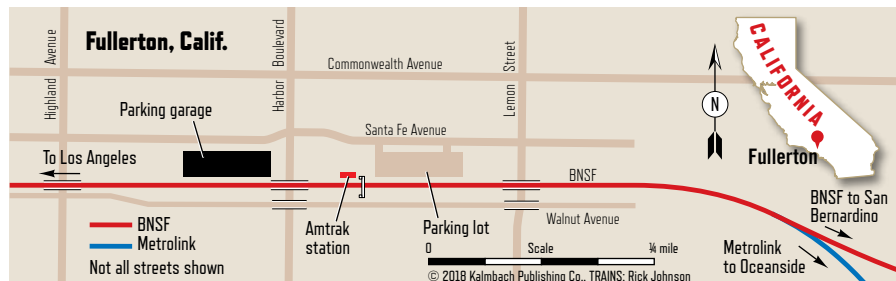 Fullerton, Calif.
Highland Avenue
Harbor Boulevard
Lemon Street
Commonwealth Avenue
Parking garage
Santa Fe Avenue
To Los Angeles
BNSF
N
CALIFORNIA
Fullerton
BNSF to San
Bernardino
BNSF
Metrolink
Not all streets shown
Amtrak
station
Parking lot
Walnut Avenue
0 Scale ¼ mile
© 2018 Kalmbach Publishing Co., TRAINS: Rick Johnson
Metrolink
to Oceanside